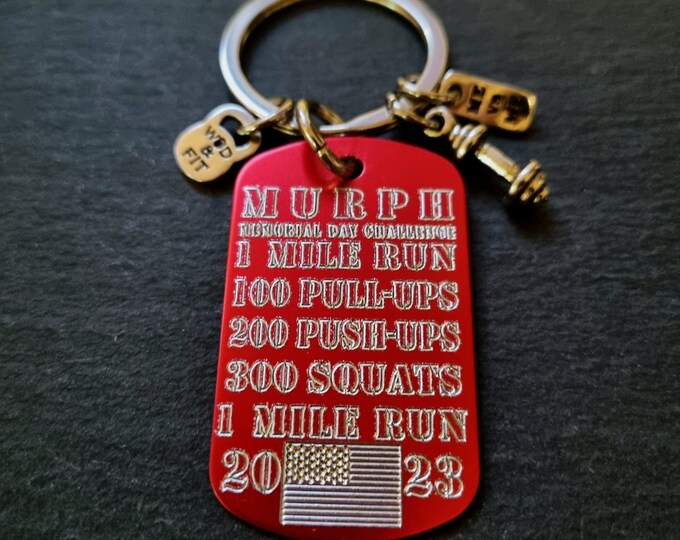 WOD
&
FIT
MURPH
MEMORIAL DAY CHALLENGE
1 MILE RUN
100 PULL-UPS
200 PUSH-UPS
300 SQUATS
1 MILE RUN
2023